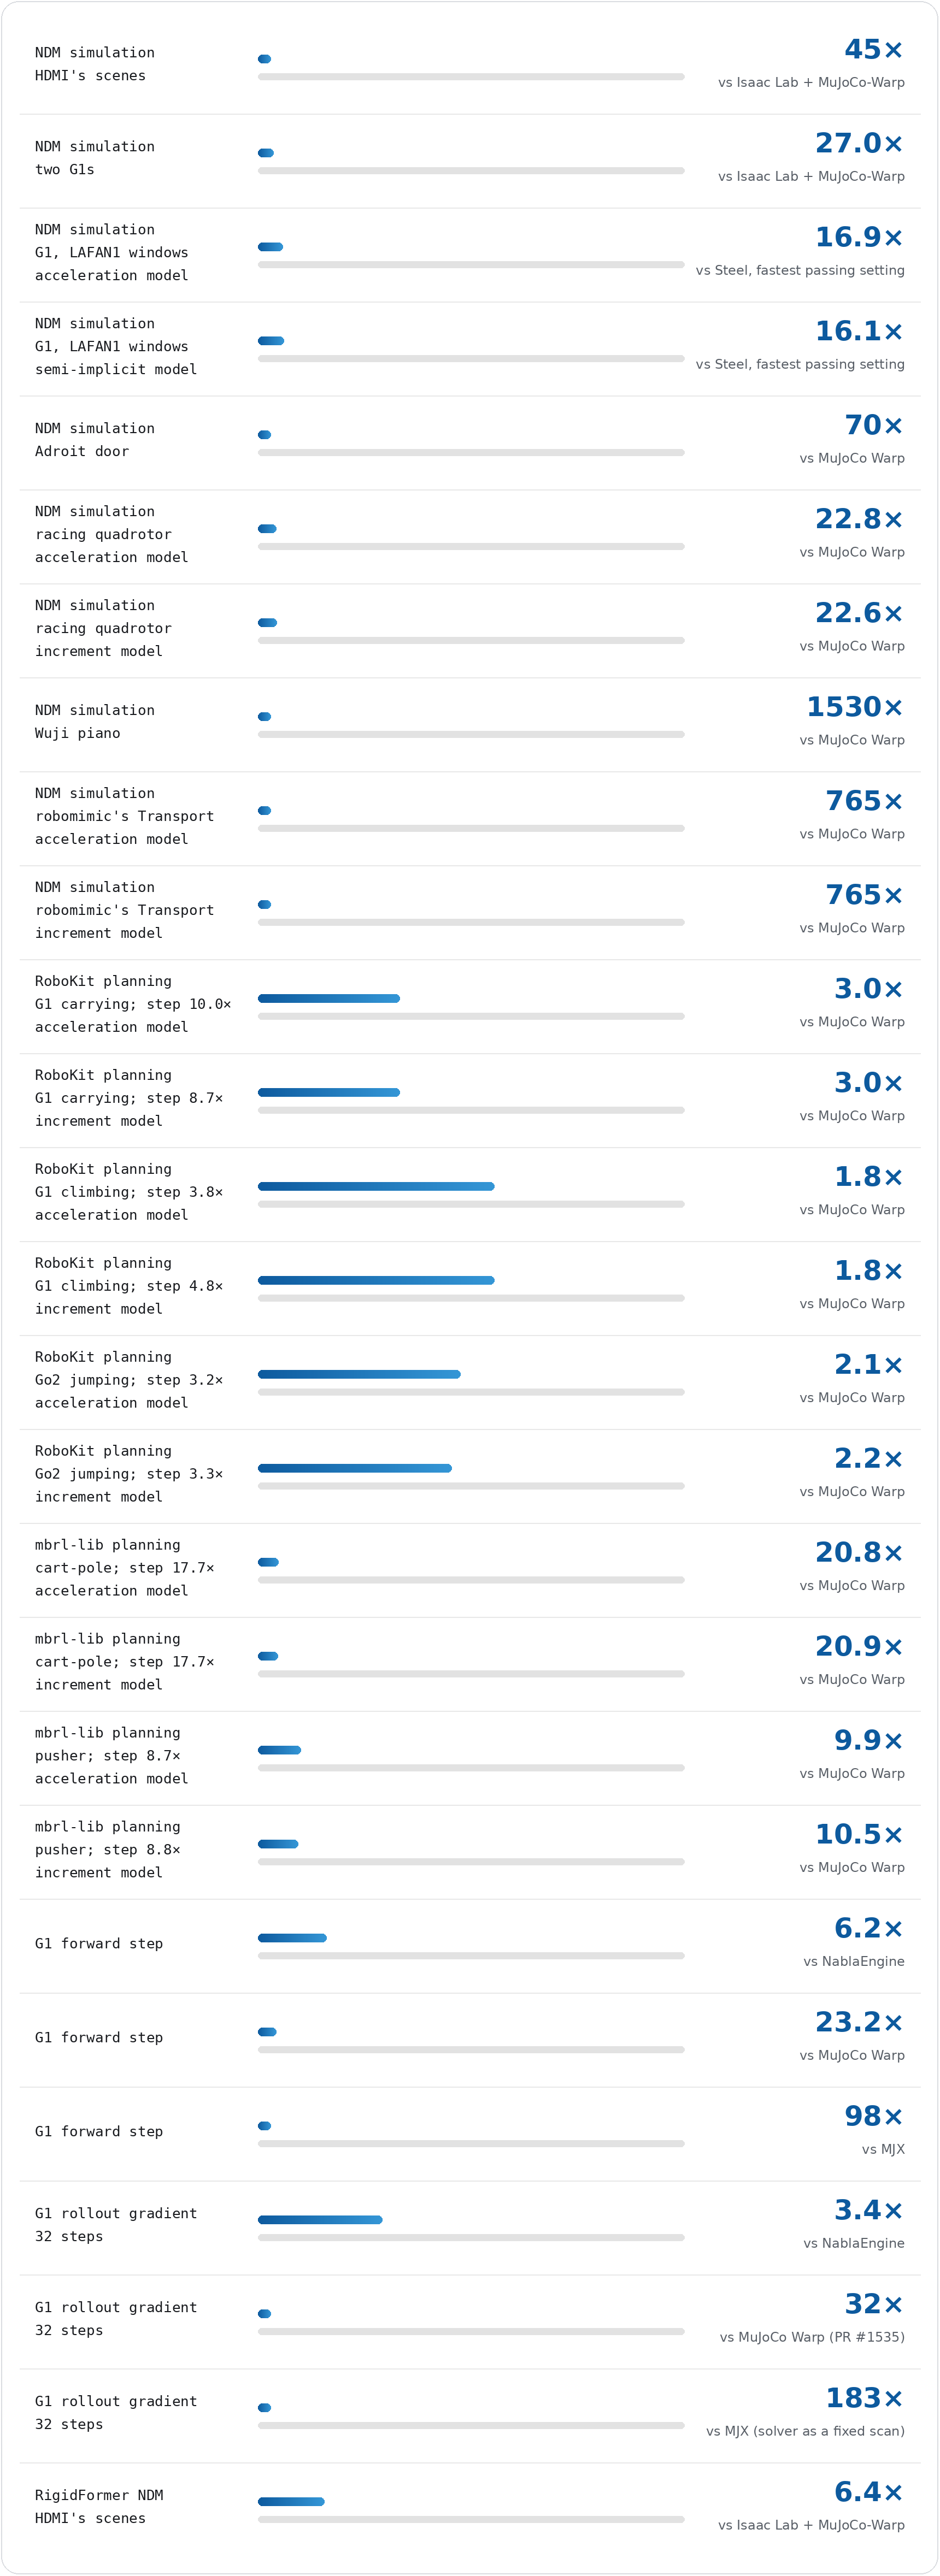 NDM simulation
HDMI's scenes
45×
vs Isaac Lab + MuJoCo-Warp
NDM simulation
two G1s
27.0×
vs Isaac Lab + MuJoCo-Warp
NDM simulation
G1, LAFAN1 windows
acceleration model
16.9×
vs Steel, fastest passing setting
NDM simulation
G1, LAFAN1 windows
semi-implicit model
16.1×
vs Steel, fastest passing setting
NDM simulation
Adroit door
70×
vs MuJoCo Warp
NDM simulation
racing quadrotor
acceleration model
22.8×
vs MuJoCo Warp
NDM simulation
racing quadrotor
increment model
22.6×
vs MuJoCo Warp
NDM simulation
Wuji piano
1530×
vs MuJoCo Warp
NDM simulation
robomimic's Transport
acceleration model
765×
vs MuJoCo Warp
NDM simulation
robomimic's Transport
increment model
765×
vs MuJoCo Warp
RoboKit planning
G1 carrying; step 10.0×
acceleration model
3.0×
vs MuJoCo Warp
RoboKit planning
G1 carrying; step 8.7×
increment model
3.0×
vs MuJoCo Warp
RoboKit planning
G1 climbing; step 3.8×
acceleration model
1.8×
vs MuJoCo Warp
RoboKit planning
G1 climbing; step 4.8×
increment model
1.8×
vs MuJoCo Warp
RoboKit planning
Go2 jumping; step 3.2×
acceleration model
2.1×
vs MuJoCo Warp
RoboKit planning
Go2 jumping; step 3.3×
increment model
2.2×
vs MuJoCo Warp
mbrl-lib planning
cart-pole; step 17.7×
acceleration model
20.8×
vs MuJoCo Warp
mbrl-lib planning
cart-pole; step 17.7×
increment model
20.9×
vs MuJoCo Warp
mbrl-lib planning
pusher; step 8.7×
acceleration model
9.9×
vs MuJoCo Warp
mbrl-lib planning
pusher; step 8.8×
increment model
10.5×
vs MuJoCo Warp
G1 forward step
6.2×
vs NablaEngine
G1 forward step
23.2×
vs MuJoCo Warp
G1 forward step
98×
vs MJX
G1 rollout gradient
32 steps
3.4×
vs NablaEngine
G1 rollout gradient
32 steps
32×
vs MuJoCo Warp (PR #1535)
G1 rollout gradient
32 steps
183×
vs MJX (solver as a fixed scan)
RigidFormer NDM
HDMI's scenes
6.4×
vs Isaac Lab + MuJoCo-Warp